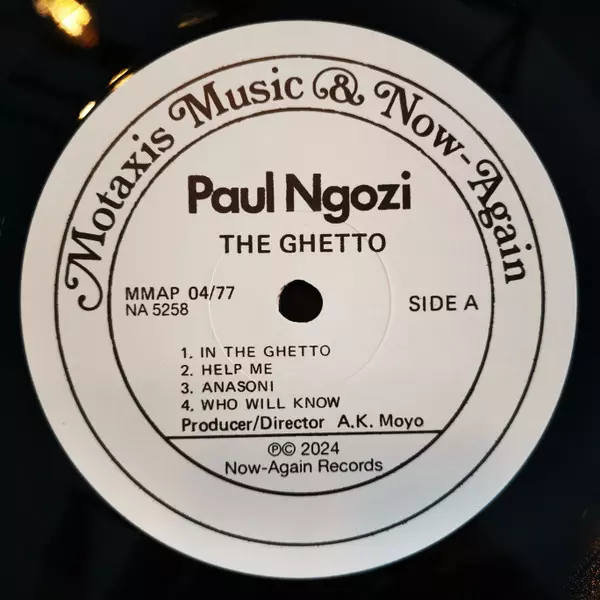 Motaxis Music & Now-Again
Paul Ngozi
THE GHETTO
MMAP 04/77
NA 5258
SIDE A
1. IN THE GHETTO
2. HELP ME
3. ANASONI
4. WHO WILL KNOW
Producer/Director A.K. Moyo
℗© 2024
Now-Again Records